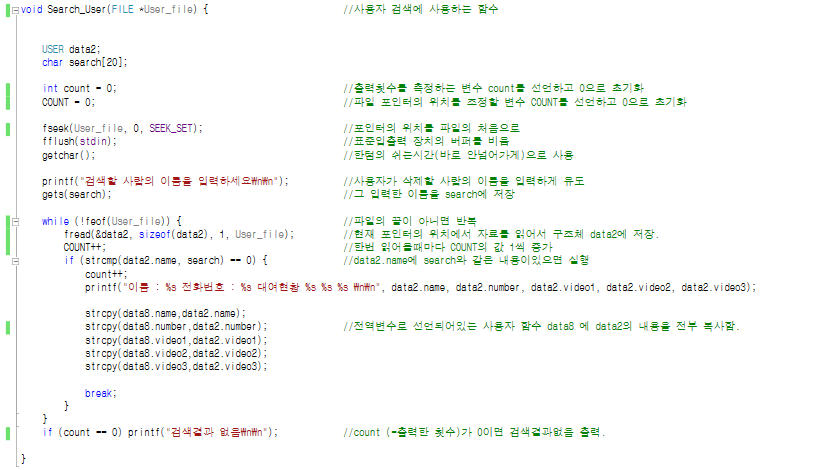 void Search_User(FILE *User_file) { //사용자 검색에 사용하는 함수
USER data2;
char search[20];
int count = 0; //출력횟수를 측정하는 변수 count를 선언하고 0으로 초기화
COUNT = 0; //파일 포인터의 위치를 조정할 변수 COUNT를 선언하고 0으로 초기화
fseek(User_file, 0, SEEK_SET); //포인터의 위치를 파일의 처음으로
fflush(stdin); //표준입출력 장치의 버퍼를 비움
getchar(); //한템의 쉬는시간(바로 안넘어가게)으로 사용
printf("검색할 사람의 이름을 입력하세요₩n₩n"); //사용자가 삭제할 사람의 이름을 입력하게 유도
gets(search); //그 입력한 이름을 search에 저장
while (!feof(User_file)) { //파일의 끝이 아니면 반복
fread(&data2, sizeof(data2), 1, User_file); //현재 포인터의 위치에서 자료를 읽어서 구조체 data2에 저장.
COUNT++; //한번 읽어올때마다 COUNT의 값 1씩 증가
if (strcmp(data2.name, search) == 0) { //data2.name에 search와 같은 내용이있으면 실행
count++;
printf("이름 : %s 전화번호 : %s 대여현황 %s %s %s ₩n₩n", data2.name, data2.number, data2.video1, data2.video2, data2.video3);
strcpy(data8.name,data2.name);
strcpy(data8.number,data2.number); //전역변수로 선언되어있는 사용자 함수 data8 에 data2의 내용을 전부 복사함.
strcpy(data8.video1,data2.video1);
strcpy(data8.video2,data2.video2);
strcpy(data8.video3,data2.video3);
break;
}
}
if (count == 0) printf("검색결과 없음₩n₩n"); //count (=출력한 횟수)가 0이면 검색결과없음 출력.
}